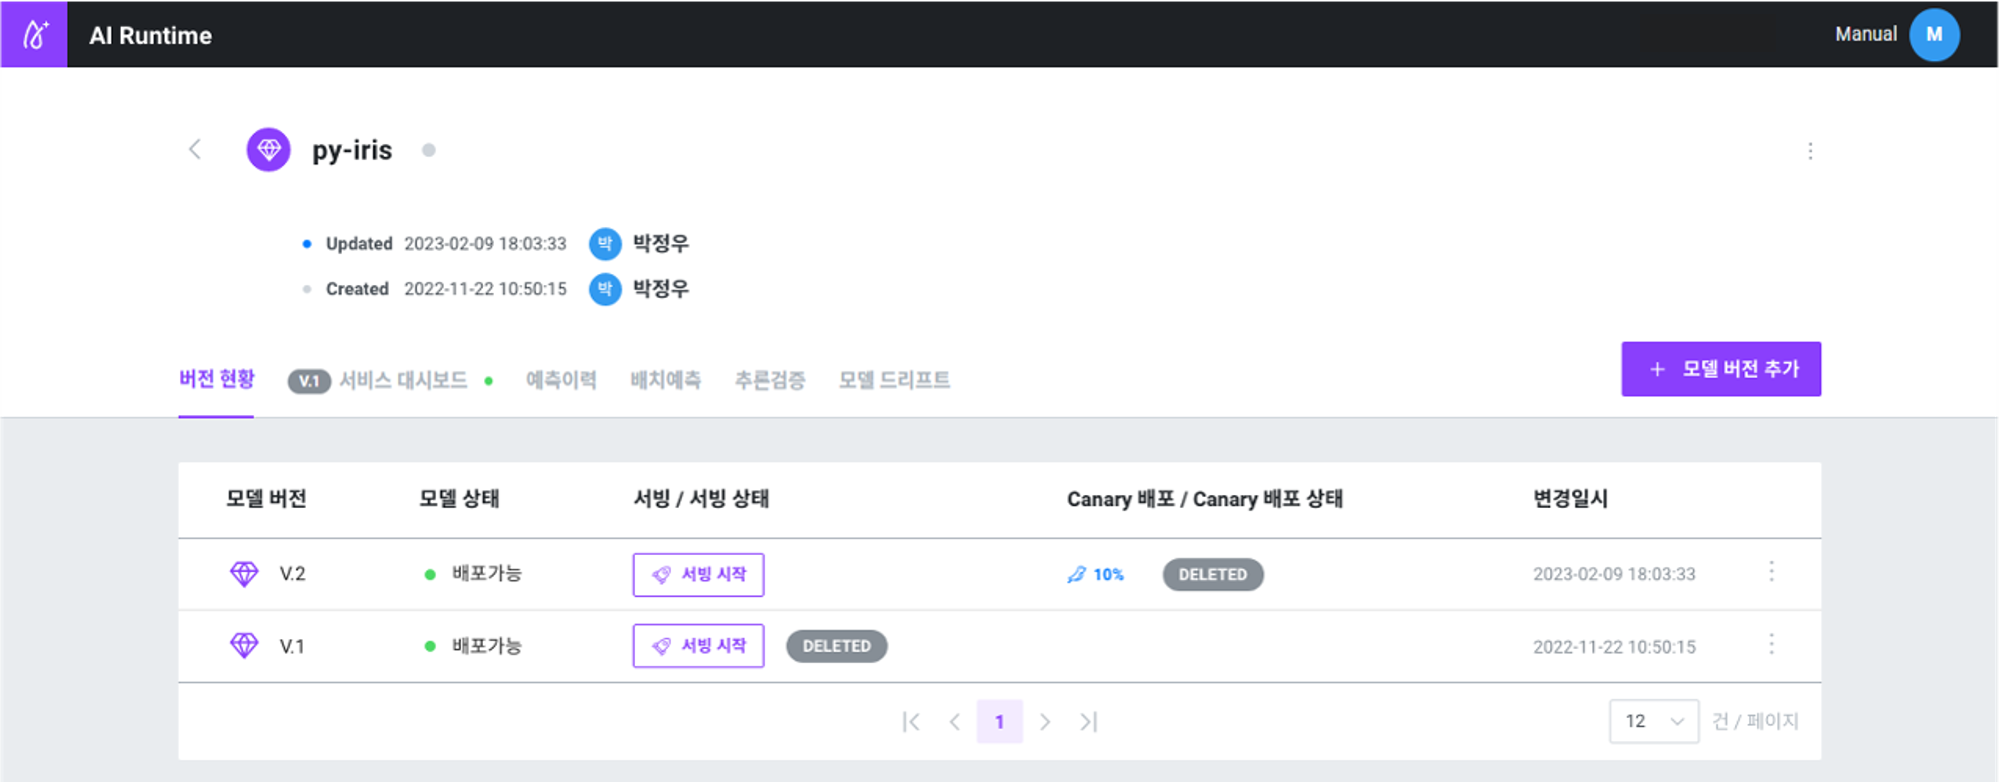 AI Runtime
Manual M
py-iris
Updated 2023-02-09 18:03:33 박 박정우
Created 2022-11-22 10:50:15 박 박정우
버전 현황 V.1 서비스 대시보드 예측이력 배치예측 추론검증 모델 드리프트
+ 모델 버전 추가
모델 버전 모델 상태 서빙 / 서빙 상태 Canary 배포 / Canary 배포 상태 변경일시
V.2 배포가능 서빙 시작 10% DELETED 2023-02-09 18:03:33
V.1 배포가능 서빙 시작 DELETED 2022-11-22 10:50:15
1 12 건 / 페이지